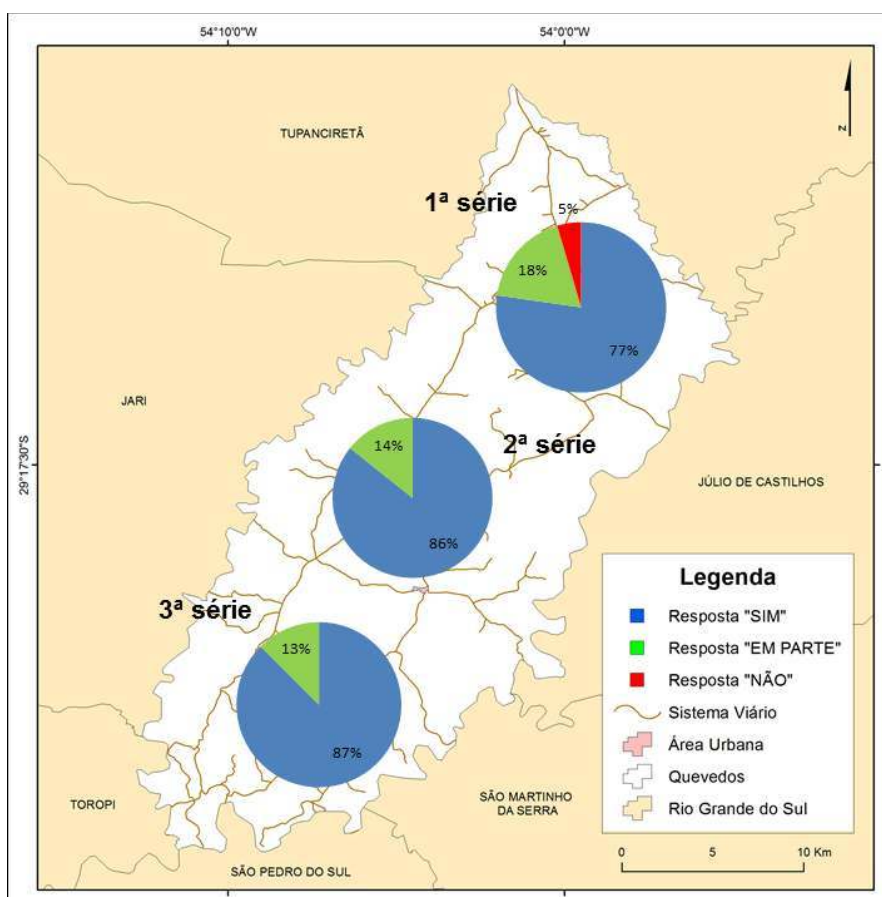 54°10'0"W
54°0'0"W
TUPANCIRETÃ
N
1ª série
5%
18%
77%
JARI
2ª série
14%
86%
29°17'30"S
JÚLIO DE CASTILHOS
3ª série
13%
87%
Legenda
Resposta "SIM"
Resposta "EM PARTE"
Resposta "NÃO"
Sistema Viário
Área Urbana
Quevedos
Rio Grande do Sul
TOROPI
SÃO MARTINHO
DA SERRA
SÃO PEDRO DO SUL
0 5 10 Km